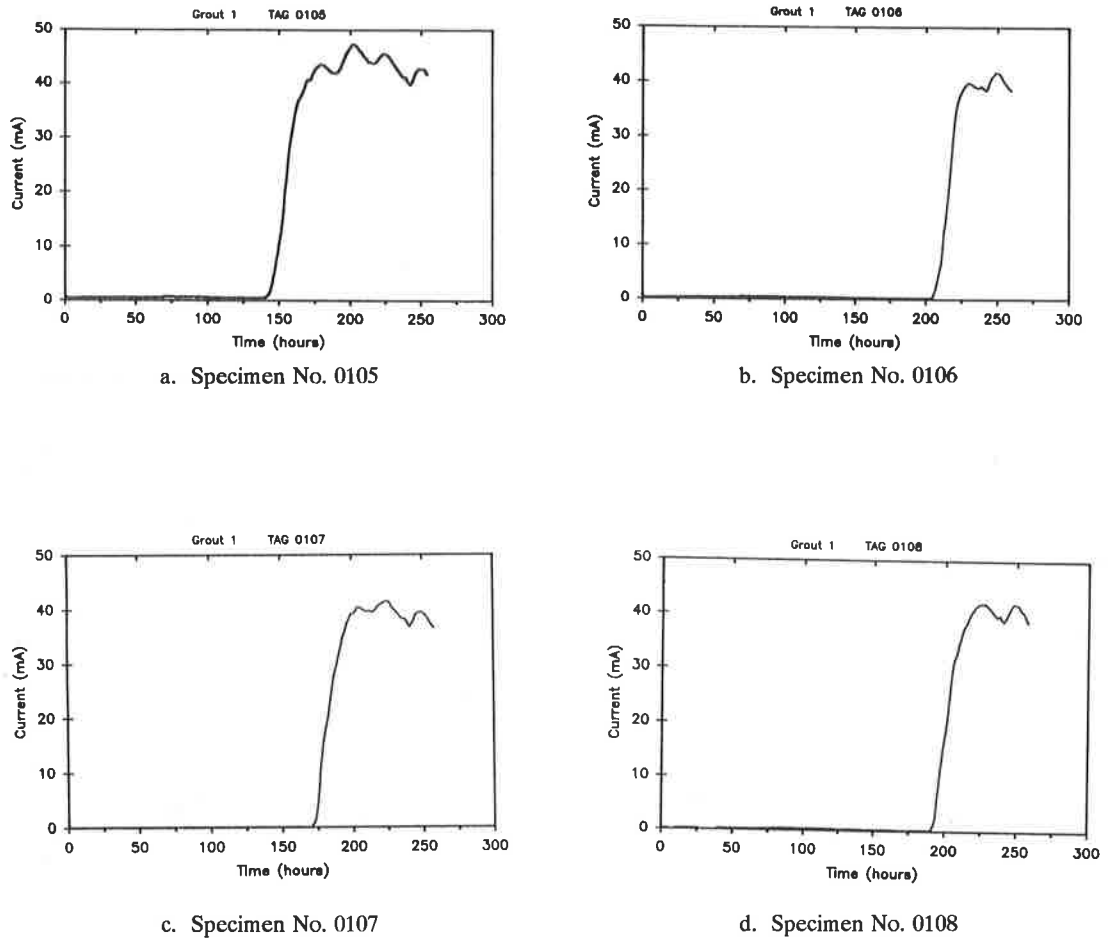 Grout 1 TAG 0105
50
40
30
20
10
0
Current (mA)
0 50 100 150 200 250 300
Time (hours)
a. Specimen No. 0105
Grout 1 TAG 0106
50
40
30
20
10
0
Current (mA)
0 50 100 150 200 250 300
Time (hours)
b. Specimen No. 0106
Grout 1 TAG 0107
50
40
30
20
10
0
Current (mA)
0 50 100 150 200 250 300
Time (hours)
c. Specimen No. 0107
Grout 1 TAG 0108
50
40
30
20
10
0
Current (mA)
0 50 100 150 200 250 300
Time (hours)
d. Specimen No. 0108